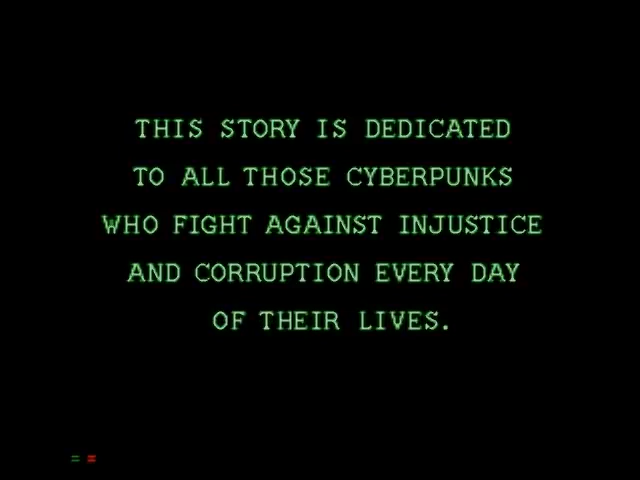 THIS STORY IS DEDICATED
TO ALL THOSE CYBERPUNKS
WHO FIGHT AGAINST INJUSTICE
AND CORRUPTION EVERY DAY
OF THEIR LIVES.